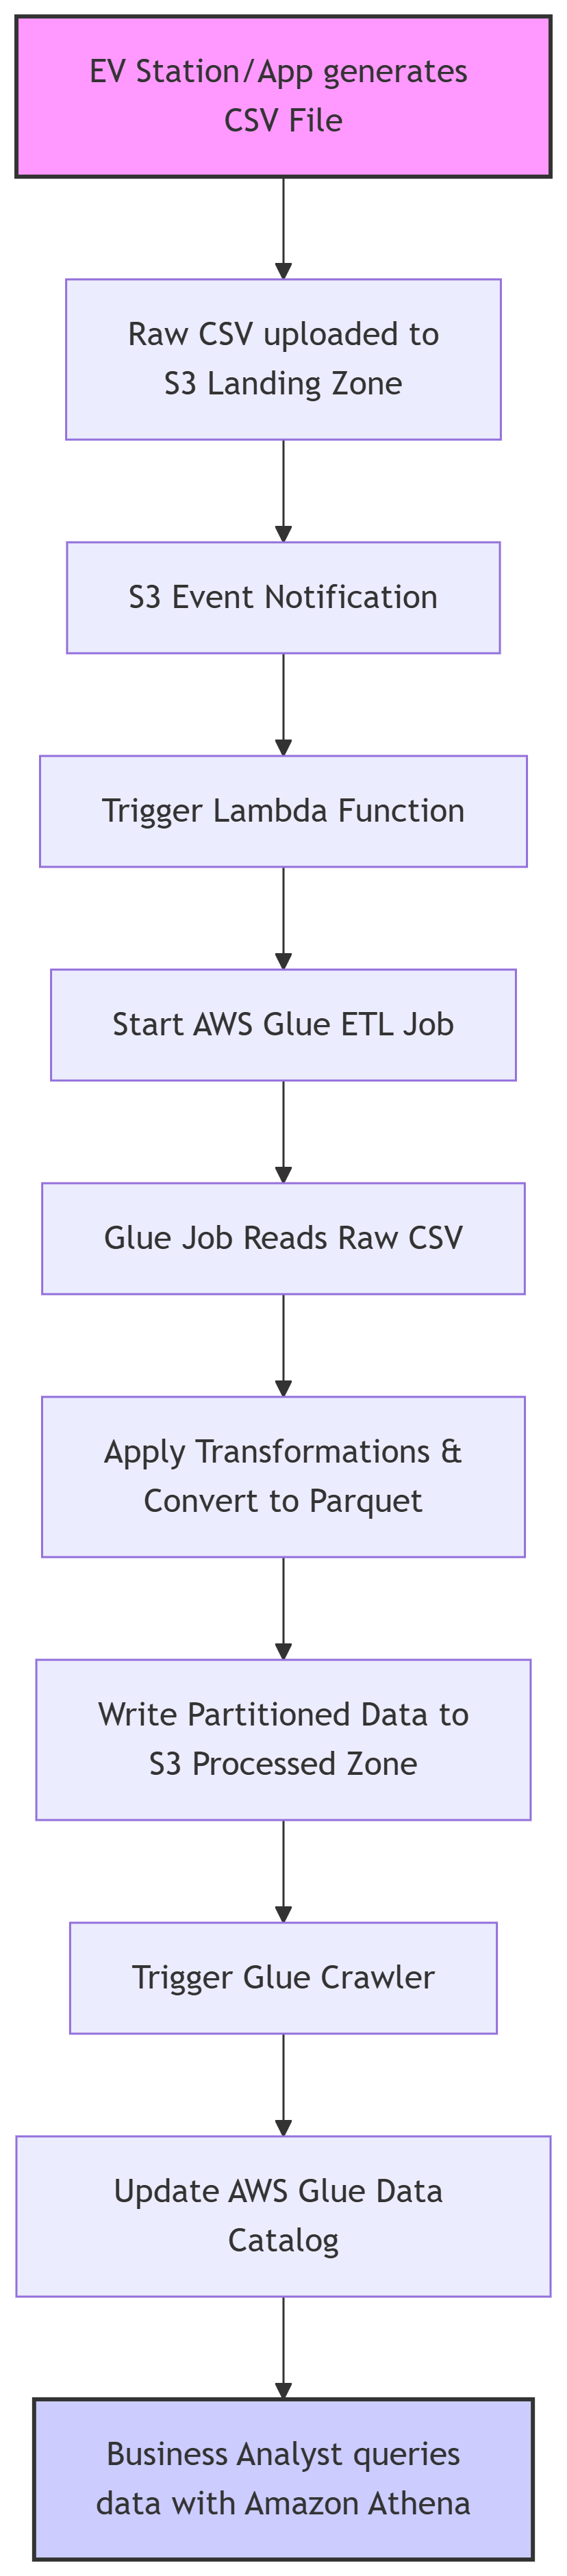 EV Station/App generates
CSV File
Raw CSV uploaded to
S3 Landing Zone
S3 Event Notification
Trigger Lambda Function
Start AWS Glue ETL Job
Glue Job Reads Raw CSV
Apply Transformations &
Convert to Parquet
Write Partitioned Data to
S3 Processed Zone
Trigger Glue Crawler
Update AWS Glue Data
Catalog
Business Analyst queries
data with Amazon Athena